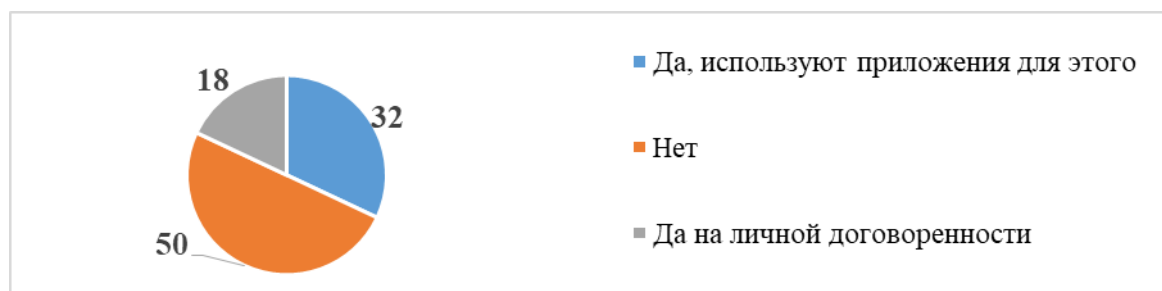 18
32
50
Да, используют приложения для этого
Нет
Да на личной договоренности